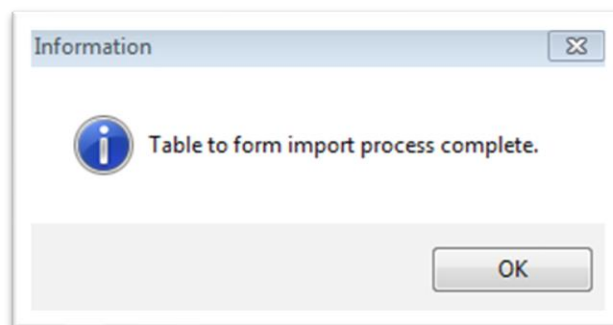 Information
Table to form import process complete.
OK